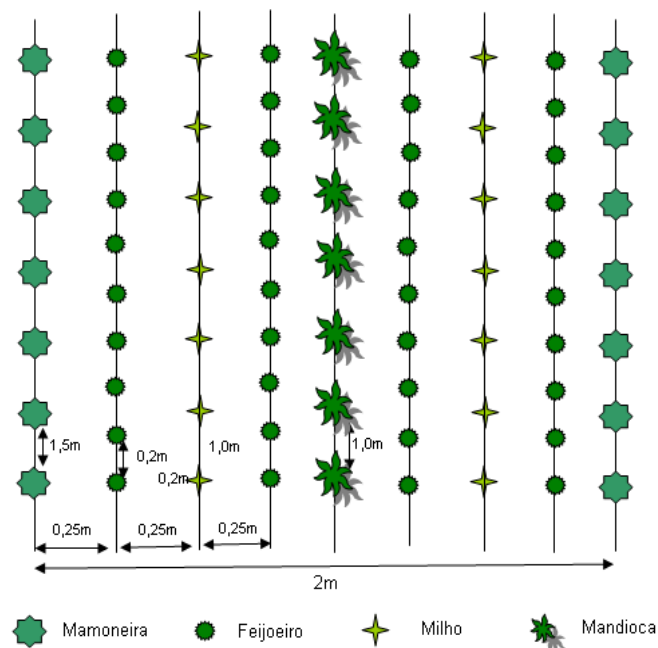 1,5m
0,2m
1,0m
0,2m
1,0m
0,25m
0,25m
0,25m
2m
Mamoneira
Feijoeiro
Milho
Mandioca